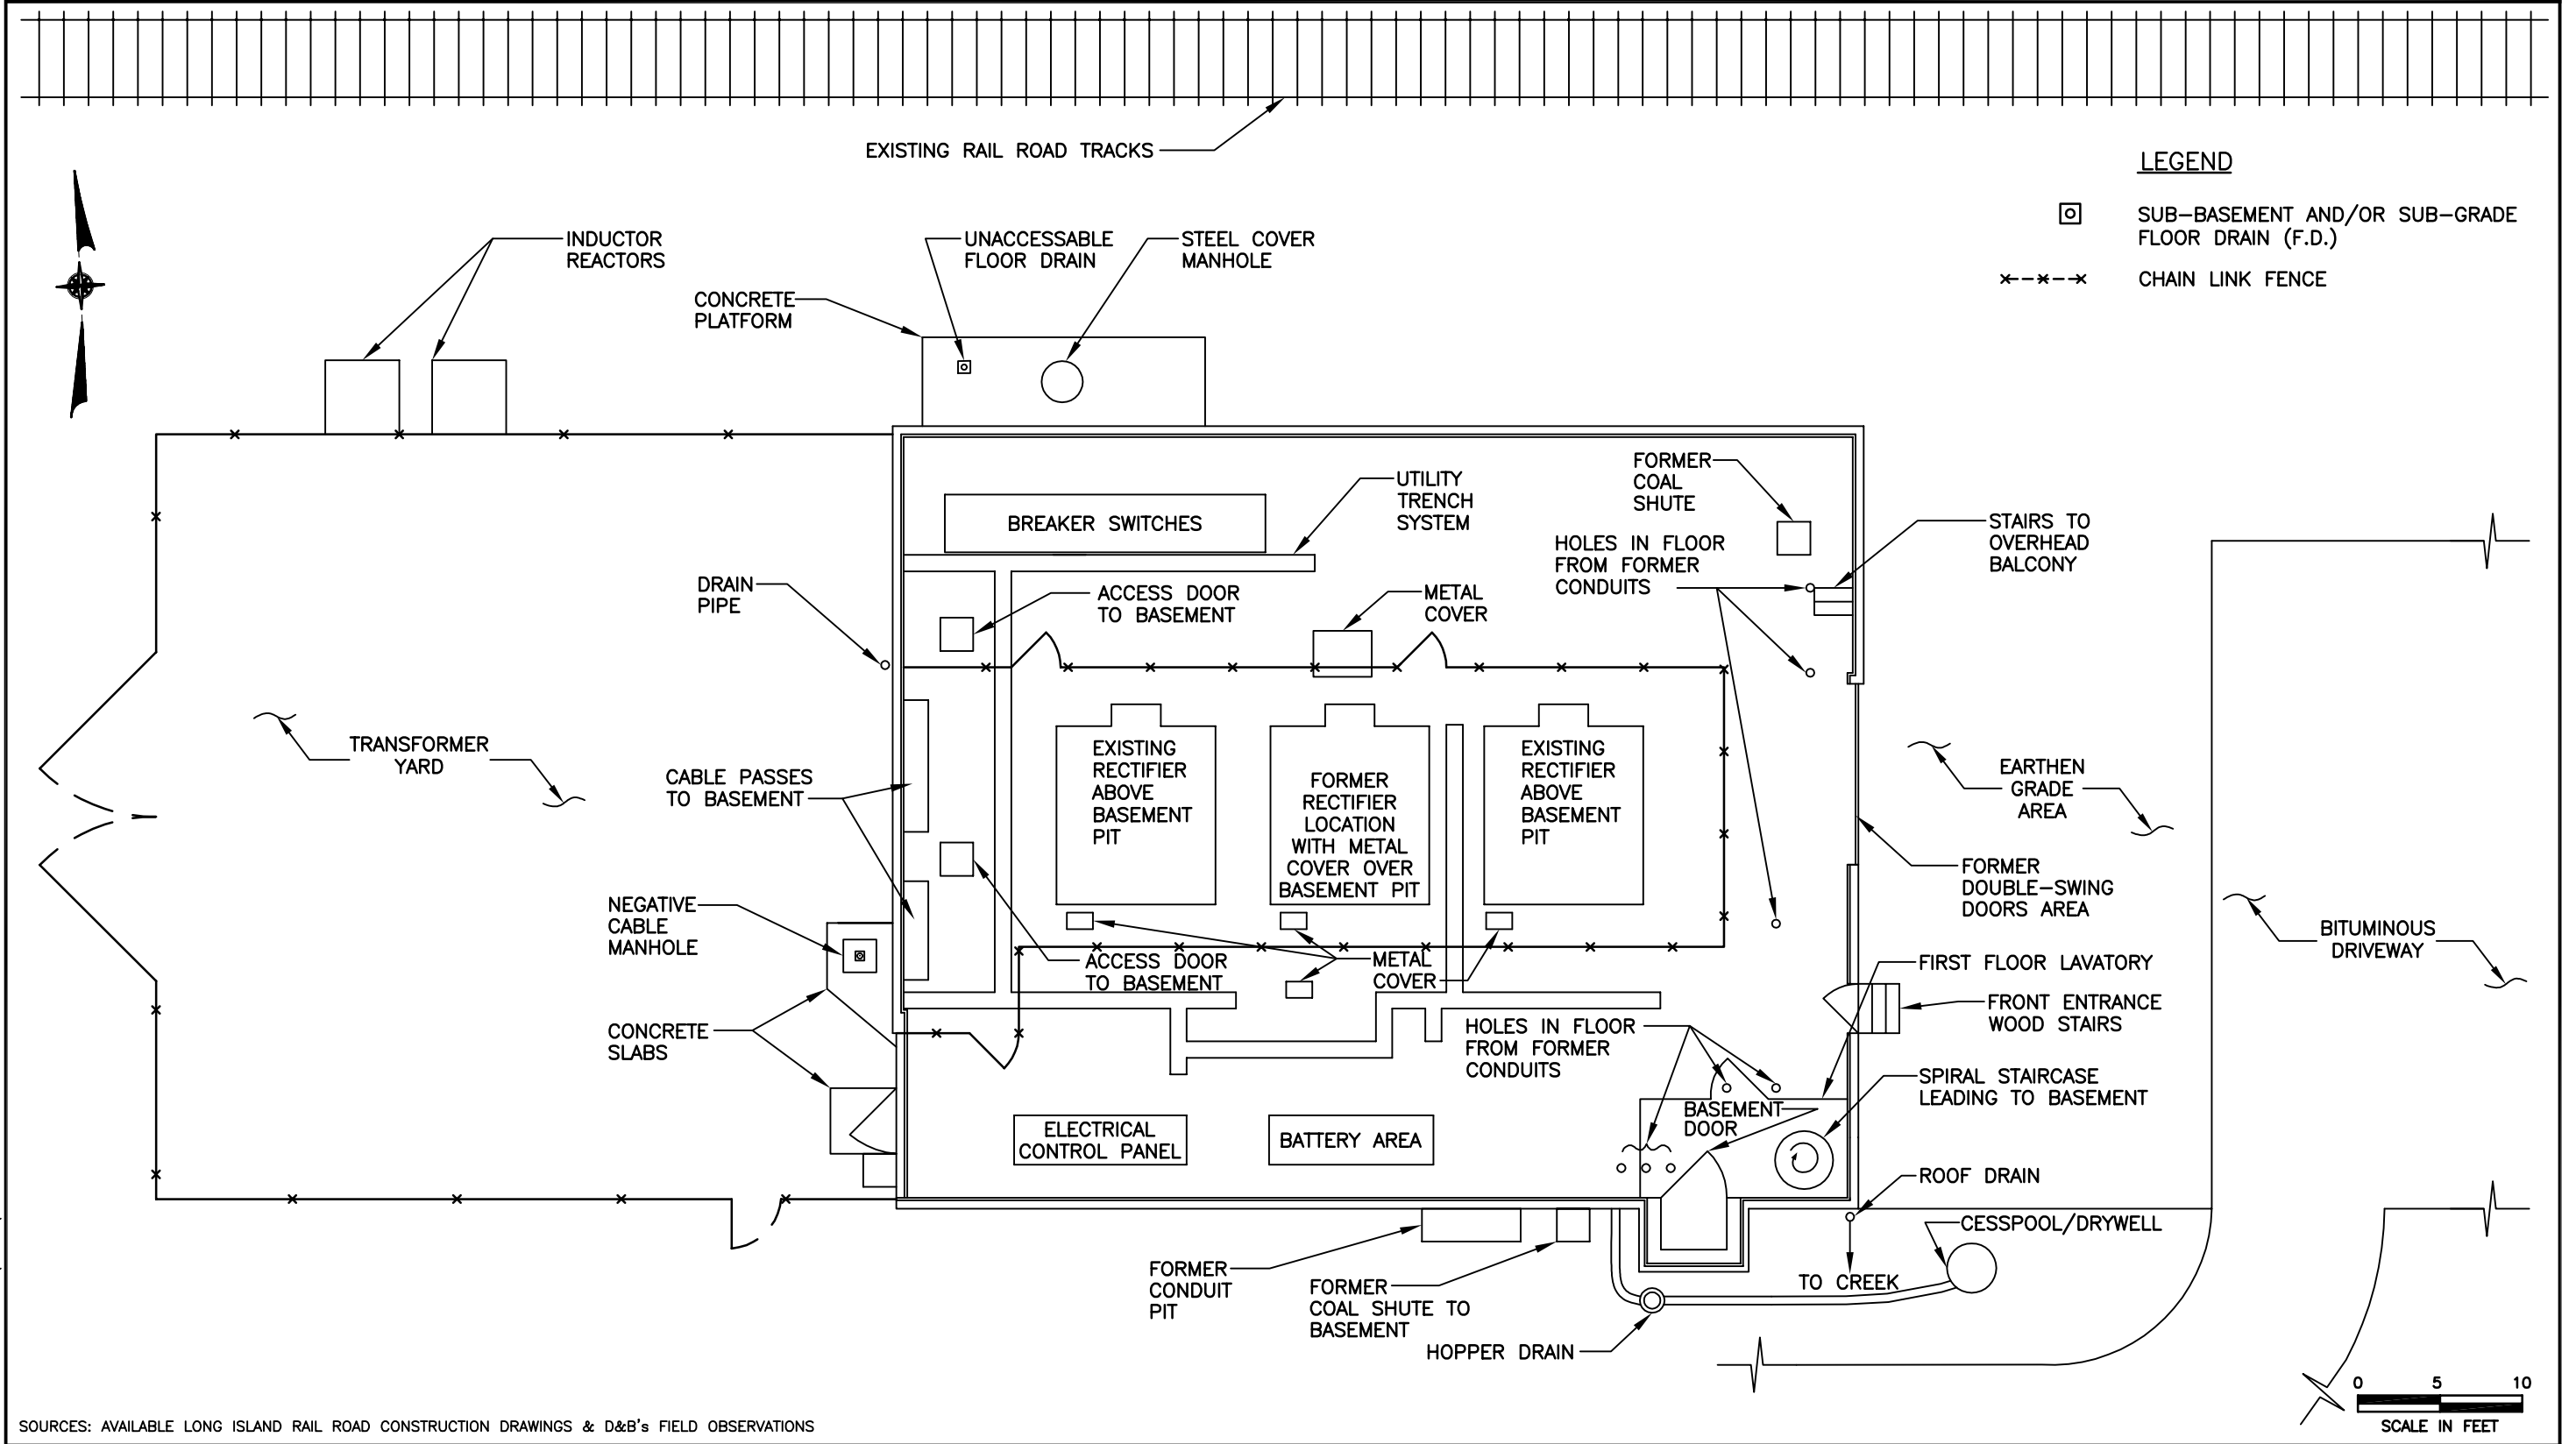 EXISTING RAIL ROAD TRACKS
LEGEND
SUB-BASEMENT AND/OR SUB-GRADE
FLOOR DRAIN (F.D.)
CHAIN LINK FENCE
INDUCTOR
REACTORS
UNACCESSABLE
FLOOR DRAIN
STEEL COVER
MANHOLE
CONCRETE
PLATFORM
FORMER
COAL
SHUTE
UTILITY
TRENCH
SYSTEM
BREAKER SWITCHES
STAIRS TO
OVERHEAD
BALCONY
HOLES IN FLOOR
FROM FORMER
CONDUITS
DRAIN
PIPE
ACCESS DOOR
TO BASEMENT
METAL
COVER
TRANSFORMER
YARD
CABLE PASSES
TO BASEMENT
EXISTING
RECTIFIER
ABOVE
BASEMENT
PIT
FORMER
RECTIFIER
LOCATION
WITH METAL
COVER OVER
BASEMENT PIT
EXISTING
RECTIFIER
ABOVE
BASEMENT
PIT
EARTHEN
GRADE
AREA
FORMER
DOUBLE-SWING
DOORS AREA
NEGATIVE
CABLE
MANHOLE
BITUMINOUS
DRIVEWAY
ACCESS DOOR
TO BASEMENT
METAL
COVER
FIRST FLOOR LAVATORY
FRONT ENTRANCE
WOOD STAIRS
CONCRETE
SLABS
HOLES IN FLOOR
FROM FORMER
CONDUITS
SPIRAL STAIRCASE
LEADING TO BASEMENT
BASEMENT
DOOR
ELECTRICAL
CONTROL PANEL
BATTERY AREA
ROOF DRAIN
CESSPOOL/DRYWELL
FORMER
CONDUIT
PIT
FORMER
COAL SHUTE TO
BASEMENT
TO CREEK
HOPPER DRAIN
0 5 10
SCALE IN FEET
SOURCES: AVAILABLE LONG ISLAND RAIL ROAD CONSTRUCTION DRAWINGS & D&B's FIELD OBSERVATIONS